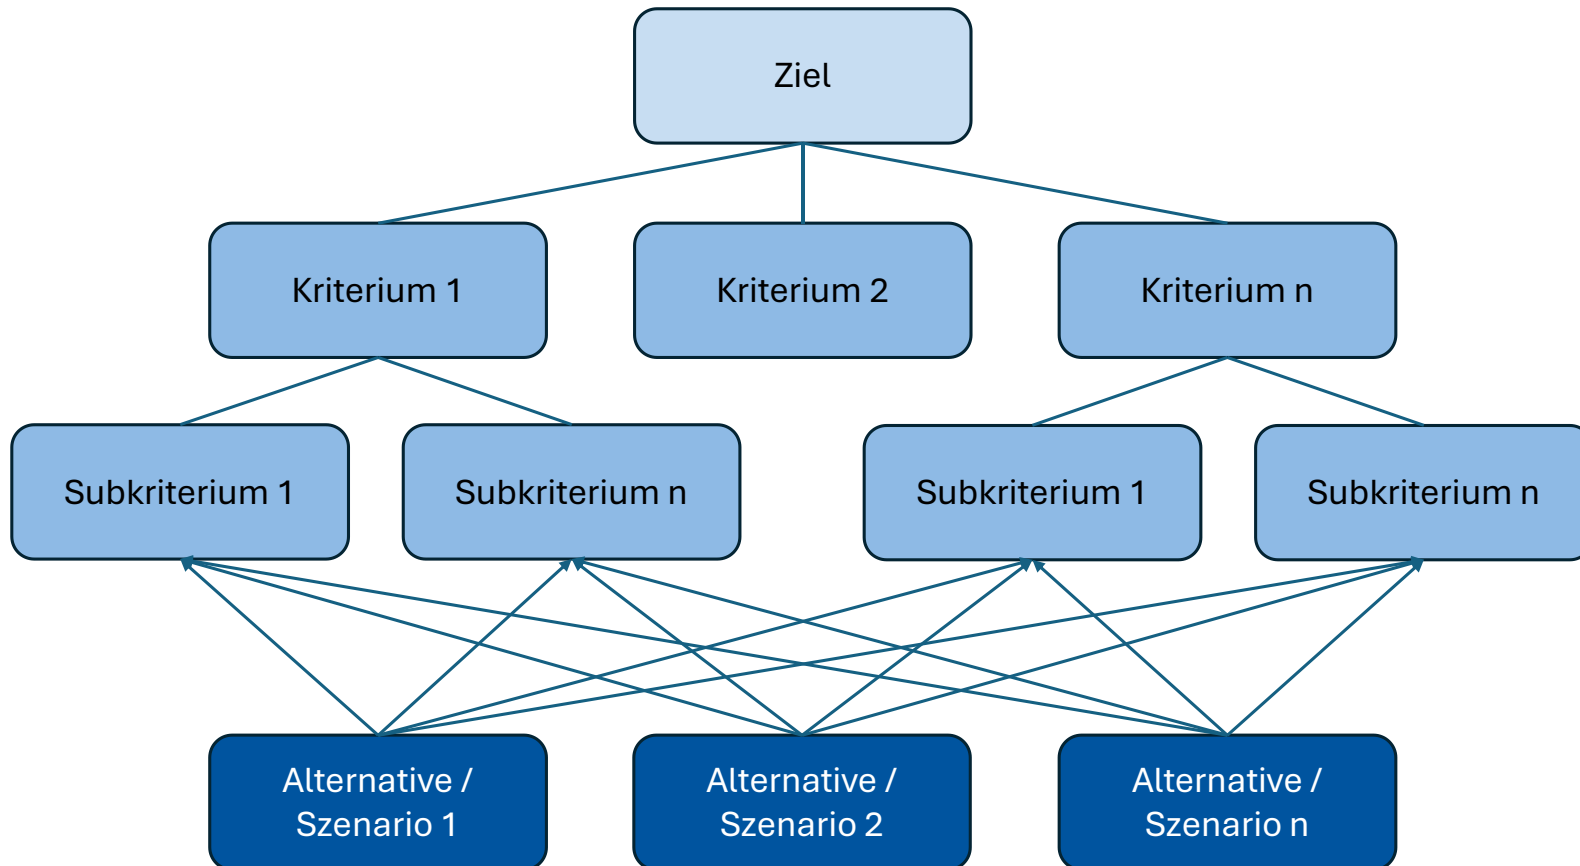 Ziel
Kriterium 1
Kriterium 2
Kriterium n
Subkriterium 1
Subkriterium n
Subkriterium 1
Subkriterium n
Alternative /
Szenario 1
Alternative /
Szenario 2
Alternative /
Szenario n